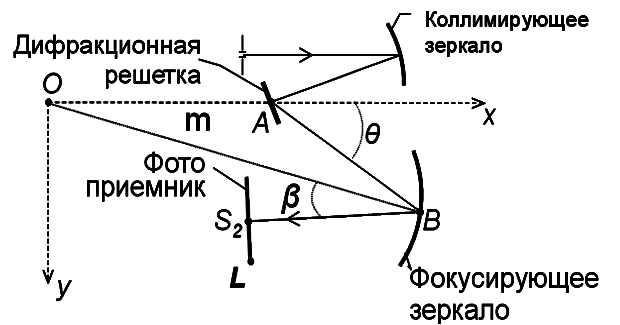 Коллимирующее
зеркало
Дифракционная
решетка
O
m
A
x
θ
Фото
приемник
β
S2
B
L
y
Фокусирующее
зеркало